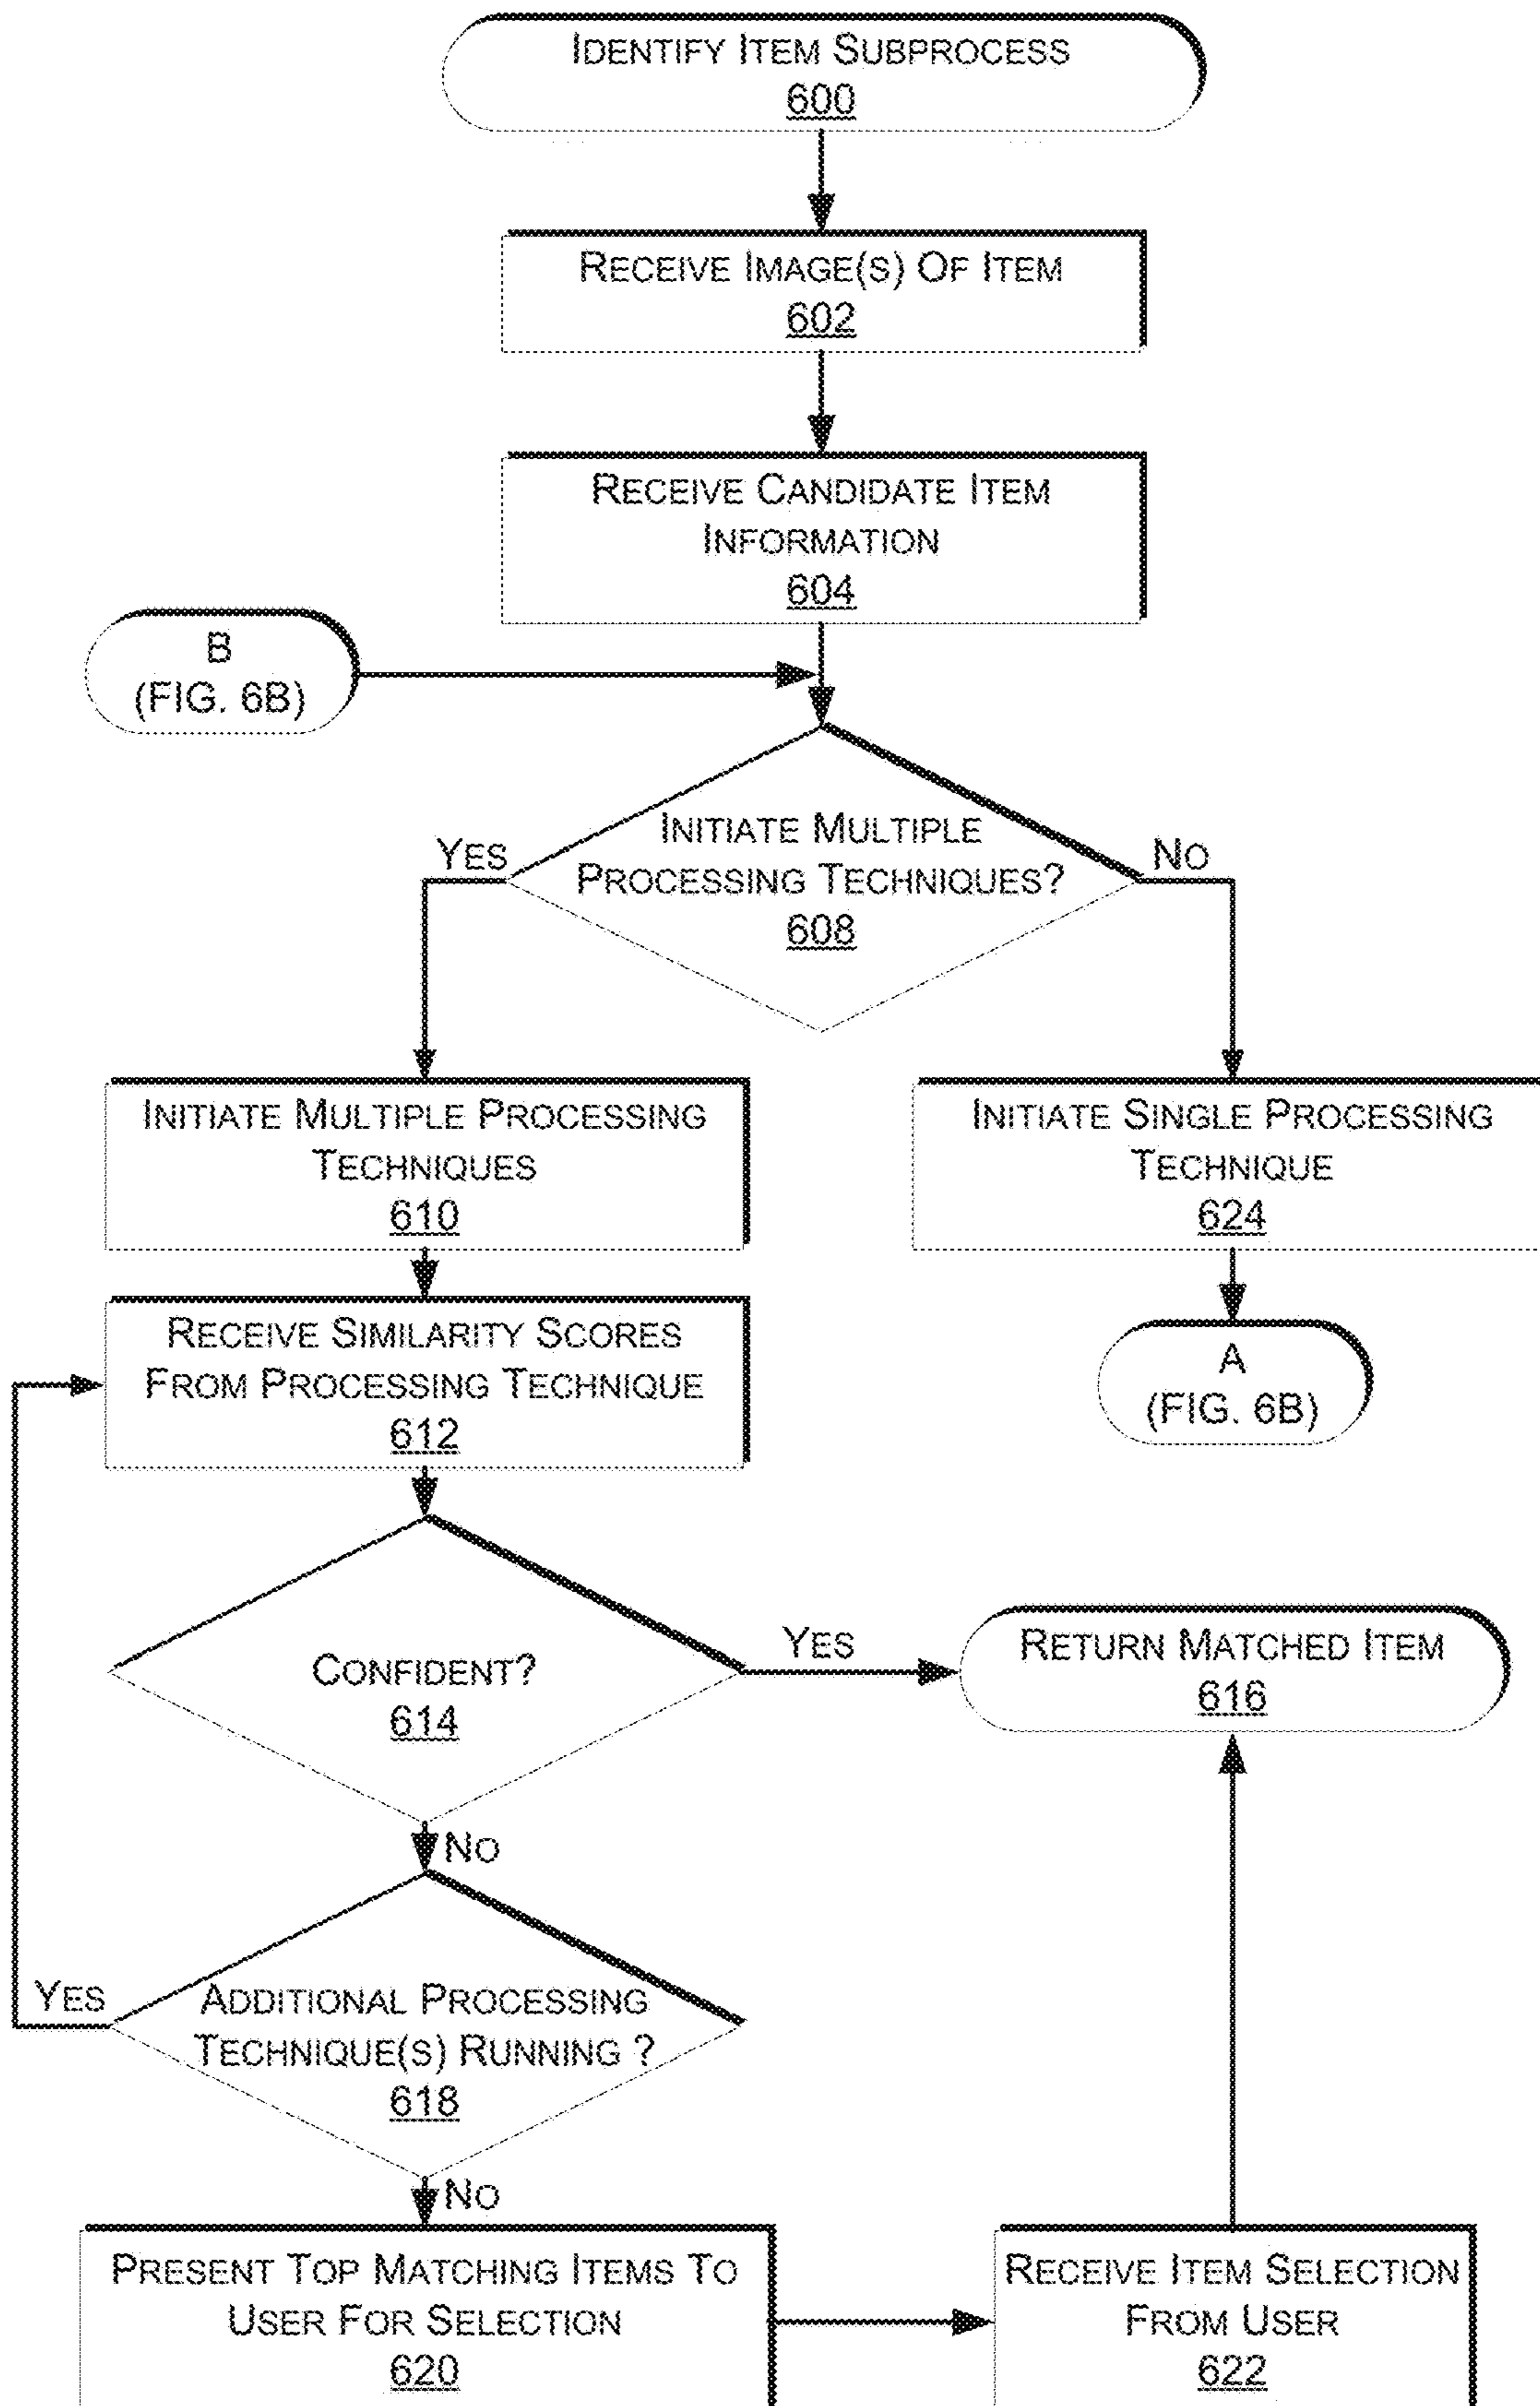 IDENTIFY ITEM SUBPROCESS
600
RECEIVE IMAGE(S) OF ITEM
602
RECEIVE CANDIDATE ITEM
INFORMATION
604
B
(FIG. 6B)
INITIATE MULTIPLE
PROCESSING TECHNIQUES?
608
YES
NO
INITIATE MULTIPLE PROCESSING
TECHNIQUES
610
INITIATE SINGLE PROCESSING
TECHNIQUE
624
RECEIVE SIMILARITY SCORES
FROM PROCESSING TECHNIQUE
612
A
(FIG. 6B)
CONFIDENT?
614
YES
RETURN MATCHED ITEM
616
NO
YES
ADDITIONAL PROCESSING
TECHNIQUE(S) RUNNING ?
618
NO
PRESENT TOP MATCHING ITEMS TO
USER FOR SELECTION
620
RECEIVE ITEM SELECTION
FROM USER
622